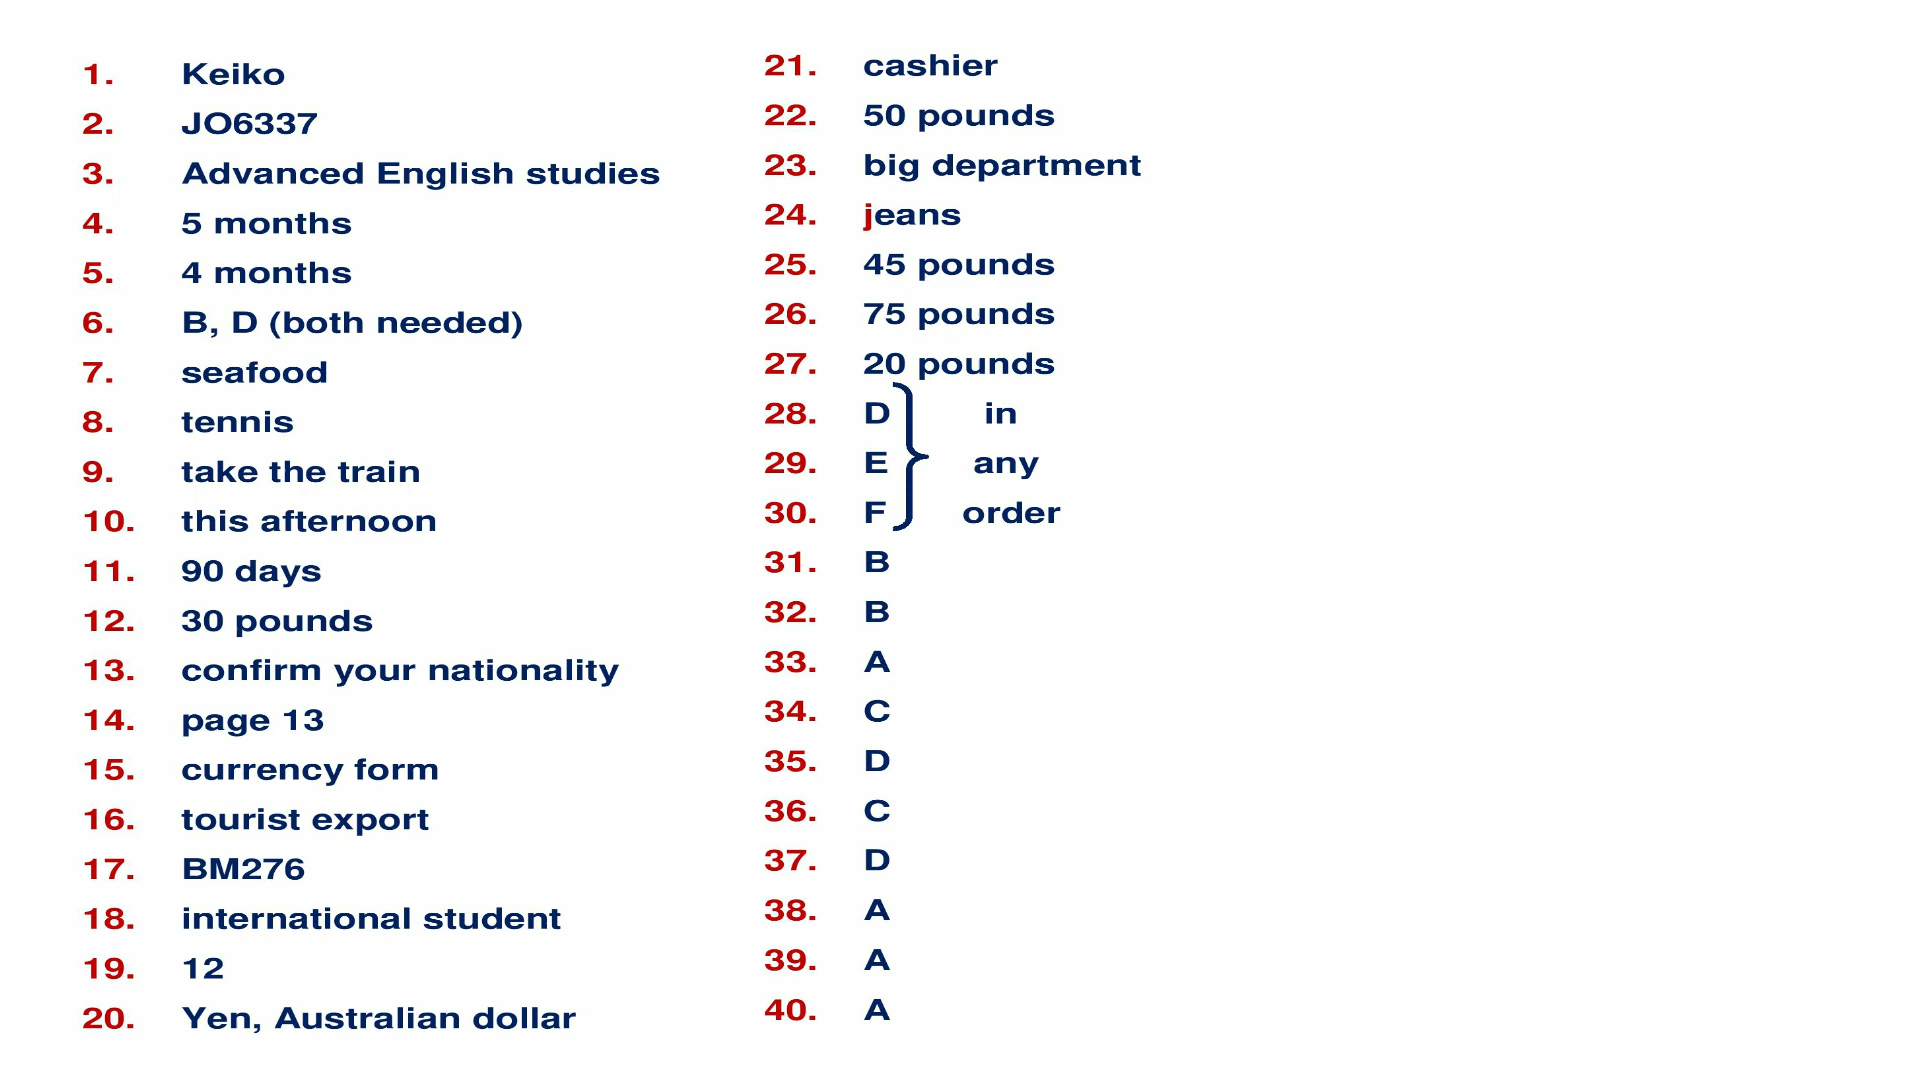 1. Keiko
2. JO6337
3. Advanced English studies
4. 5 months
5. 4 months
6. B, D (both needed)
7. seafood
8. tennis
9. take the train
10. this afternoon
11. 90 days
12. 30 pounds
13. confirm your nationality
14. page 13
15. currency form
16. tourist export
17. BM276
18. international student
19. 12
20. Yen, Australian dollar
21. cashier
22. 50 pounds
23. big department
24. jeans
25. 45 pounds
26. 75 pounds
27. 20 pounds
28. D in
29. E any
30. F order
31. B
32. B
33. A
34. C
35. D
36. C
37. D
38. A
39. A
40. A